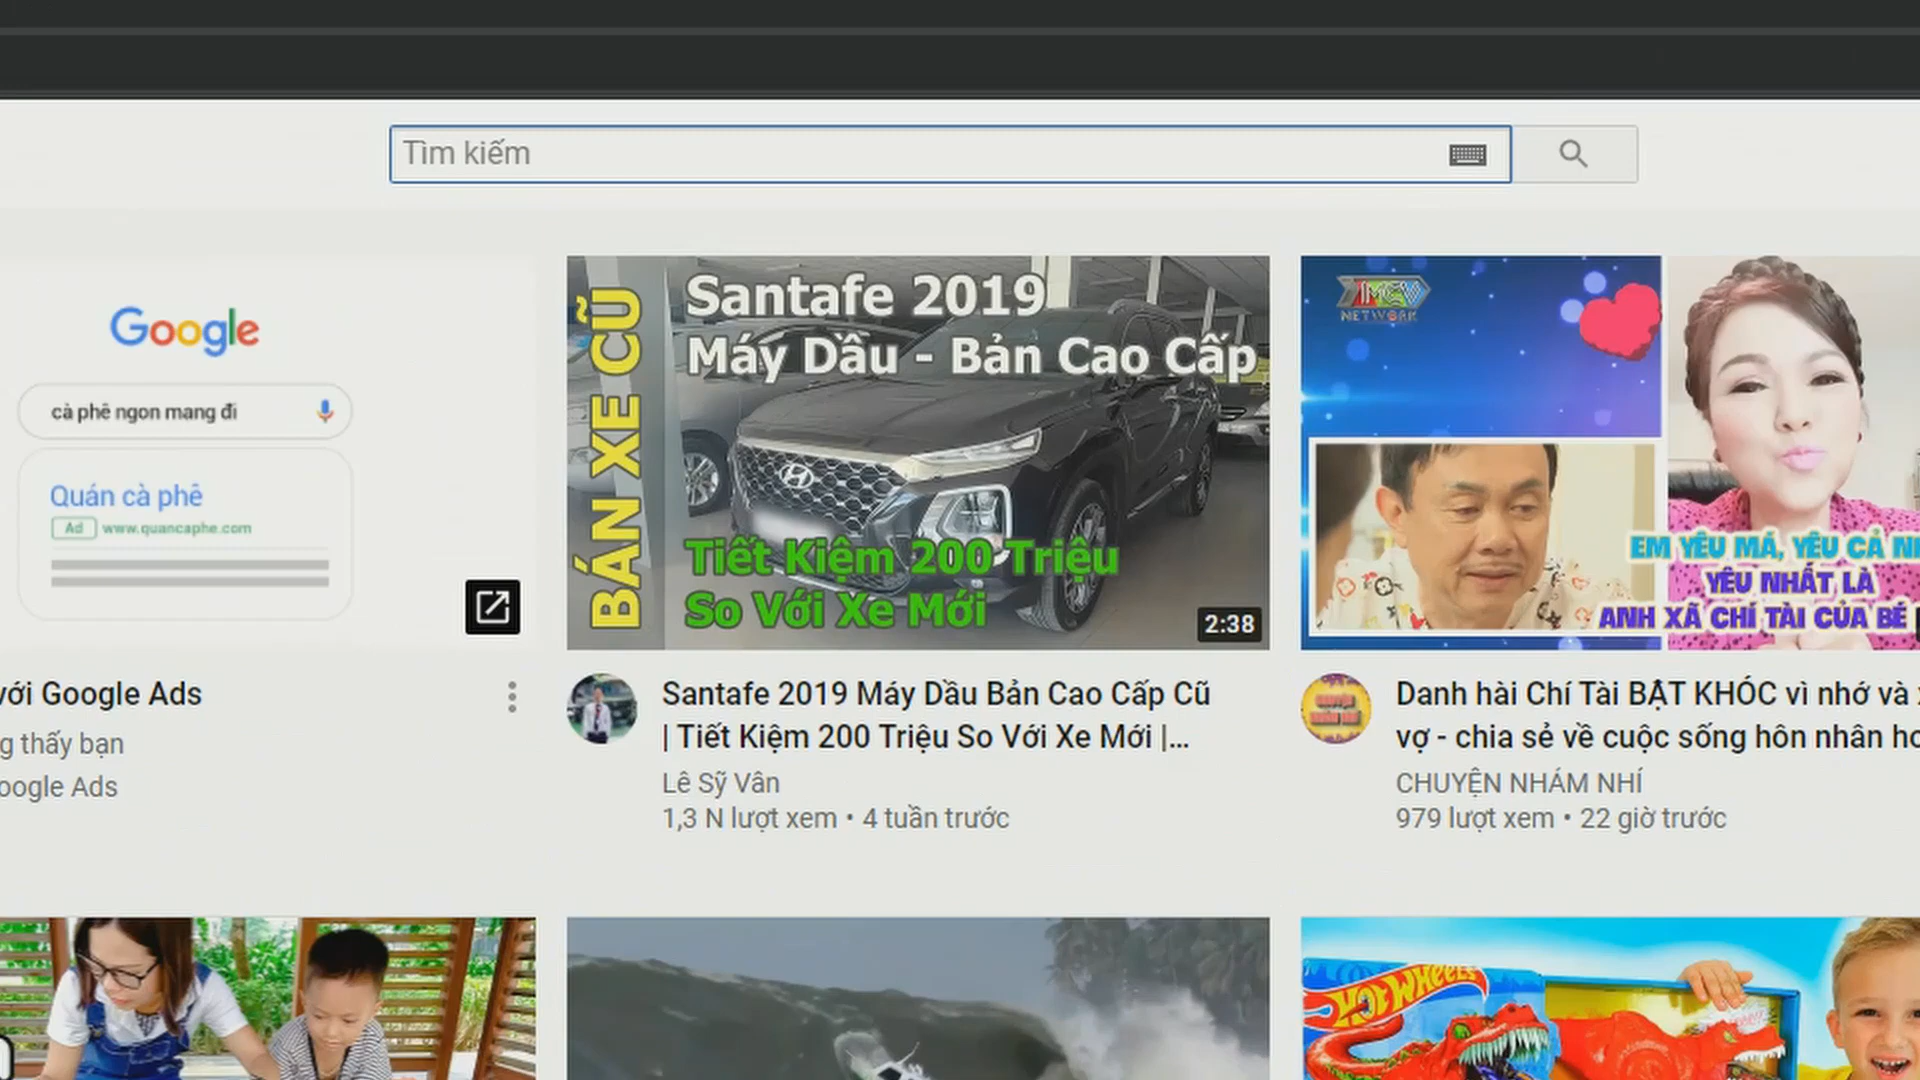 Tìm kiếm
Google
cà phê ngon mang đi
Quán cà phê
Ad www.quancaphe.com
với Google Ads
g thấy bạn
oogle Ads
BÁN XE CŨ
Santafe 2019
Máy Dầu - Bản Cao Cấp
Tiết Kiệm 200 Triệu
So Với Xe Mới
2:38
Santafe 2019 Máy Dầu Bản Cao Cấp Cũ
| Tiết Kiệm 200 Triệu So Với Xe Mới |...
Lê Sỹ Vân
1,3 N lượt xem • 4 tuần trước
MCV
NETWORK
EM YÊU MÁ, YÊU CẢ
YÊU NHẤT LÀ
ANH XÃ CHÍ TÀI CỦA BÉ
Danh hài Chí Tài BẬT KHÓC vì nhớ và
vợ - chia sẻ về cuộc sống hôn nhân
CHUYỆN NHÁM NHÍ
979 lượt xem • 22 giờ trước
HOT WHEELS